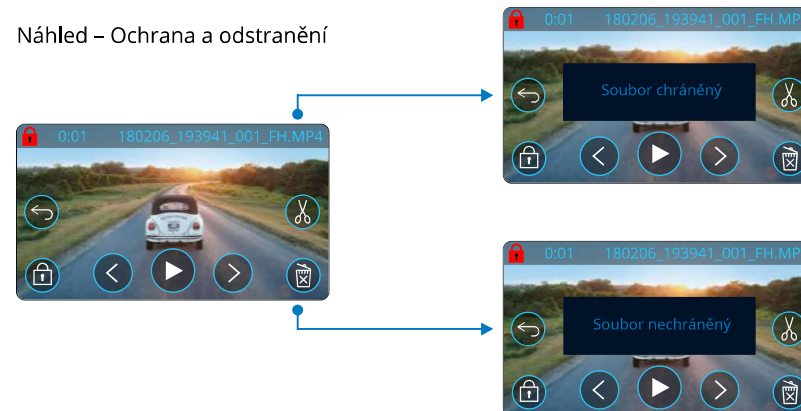 Náhled – Ochrana a odstranění
0:01 180206_193941_001_FH.MP4
0:01 180206_193941_001_FH.MP
Soubor chráněný
0:01 180206_193941_001_FH.MP
Soubor nechráněný